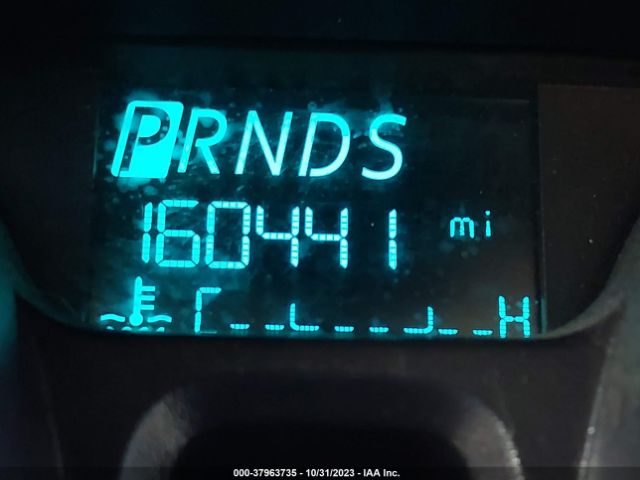 PRNDS
160441 mi
C H
000-37963735 - 10/31/2023 - IAA Inc.